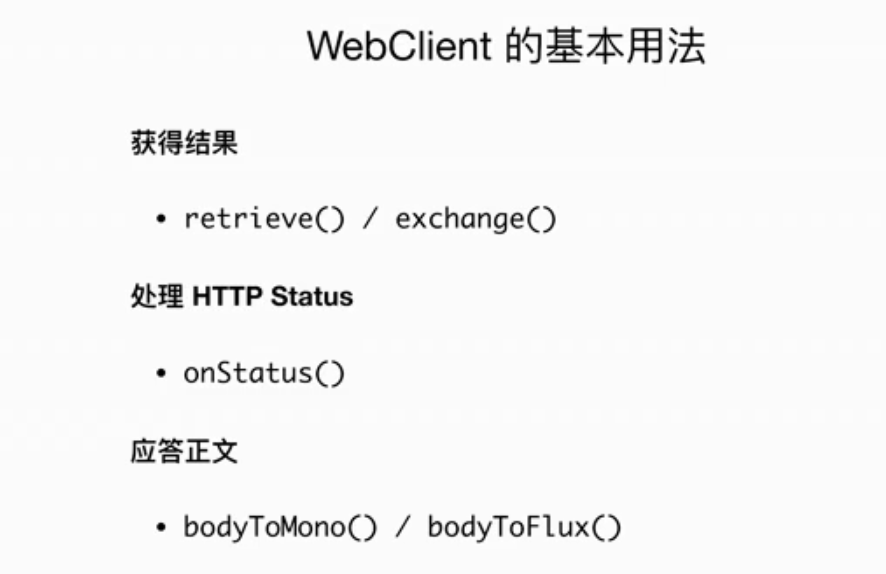 WebClient 的基本用法
获得结果
• retrieve() / exchange()
处理 HTTP Status
• onStatus()
应答正文
• bodyToMono() / bodyToFlux()